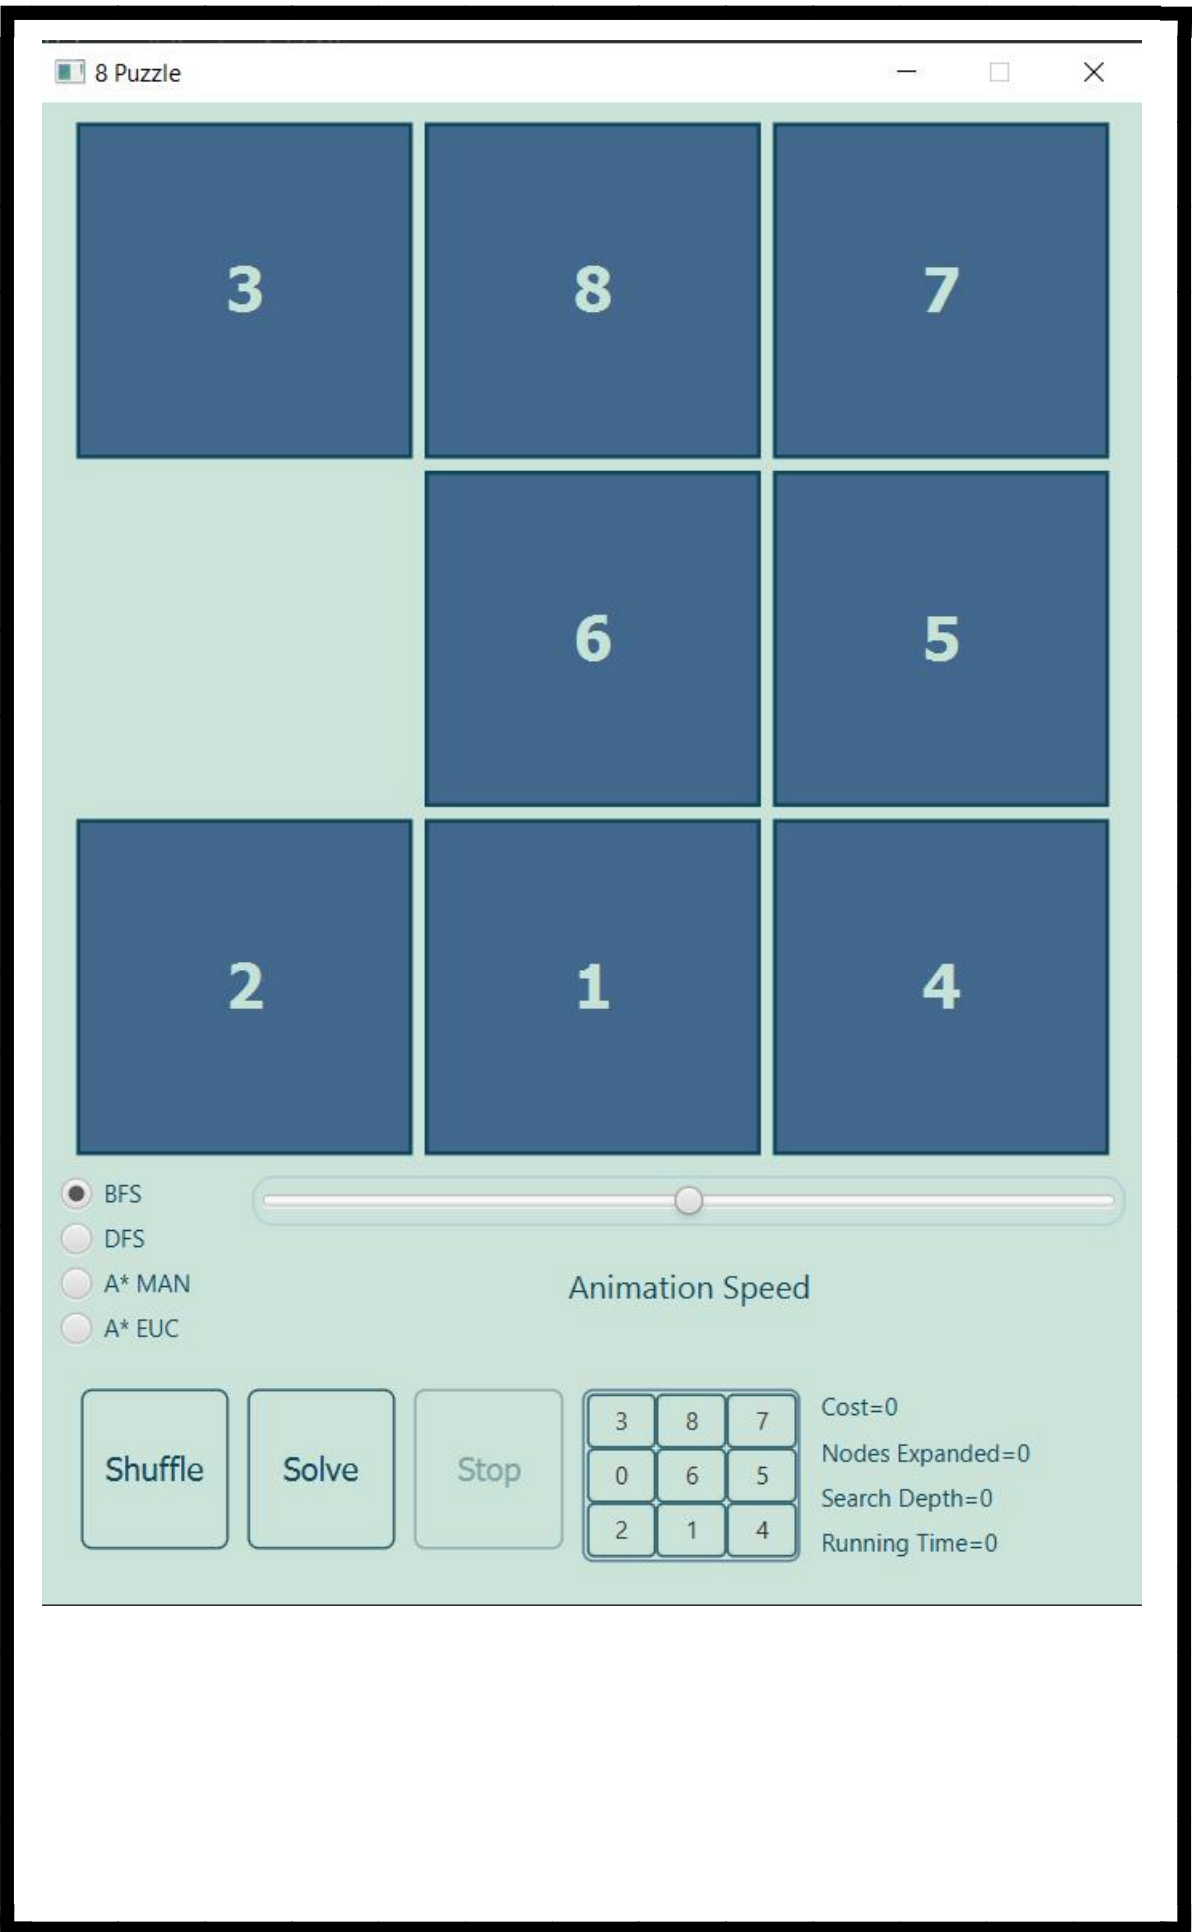 8 Puzzle
3 8 7
6 5
2 1 4
BFS
DFS
A* MAN
A* EUC
Animation Speed
Shuffle Solve Stop
3 8 7
0 6 5
2 1 4
Cost=0
Nodes Expanded=0
Search Depth=0
Running Time=0